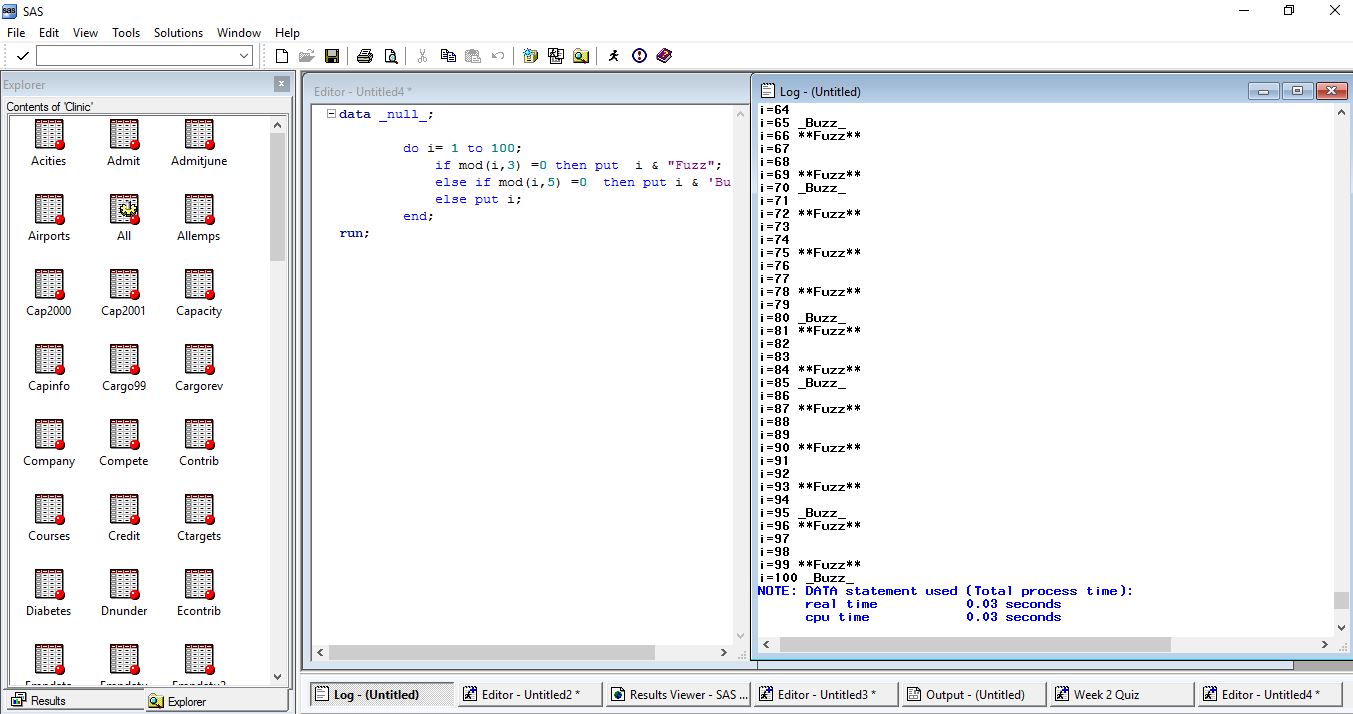 SAS
File Edit View Tools Solutions Window Help
Explorer
Contents of 'Clinic'
Acities Admit Admitjune
Airports All Allemps
Cap2000 Cap2001 Capacity
Capinfo Cargo99 Cargorev
Company Compete Contrib
Courses Credit Ctargets
Diabetes Dnunder Econtrib
Results Explorer
Editor - Untitled4 *
data _null_;
do i= 1 to 100;
if mod(i,3) =0 then put i & "Fuzz";
else if mod(i,5) =0 then put i & 'Bu
else put i;
end;
run;
Log - (Untitled)
i=64
i=65 _Buzz_
i=66 **Fuzz**
i=67
i=68
i=69 **Fuzz**
i=70 _Buzz_
i=71
i=72 **Fuzz**
i=73
i=74
i=75 **Fuzz**
i=76
i=77
i=78 **Fuzz**
i=79
i=80 _Buzz_
i=81 **Fuzz**
i=82
i=83
i=84 **Fuzz**
i=85 _Buzz_
i=86
i=87 **Fuzz**
i=88
i=89
i=90 **Fuzz**
i=91
i=92
i=93 **Fuzz**
i=94
i=95 _Buzz_
i=96 **Fuzz**
i=97
i=98
i=99 **Fuzz**
i=100 _Buzz_
NOTE: DATA statement used (Total process time):
real time 0.03 seconds
cpu time 0.03 seconds
Log - (Untitled) Editor - Untitled2 * Results Viewer - SAS ... Editor - Untitled3 * Output - (Untitled) Week 2 Quiz Editor - Untitled4 *